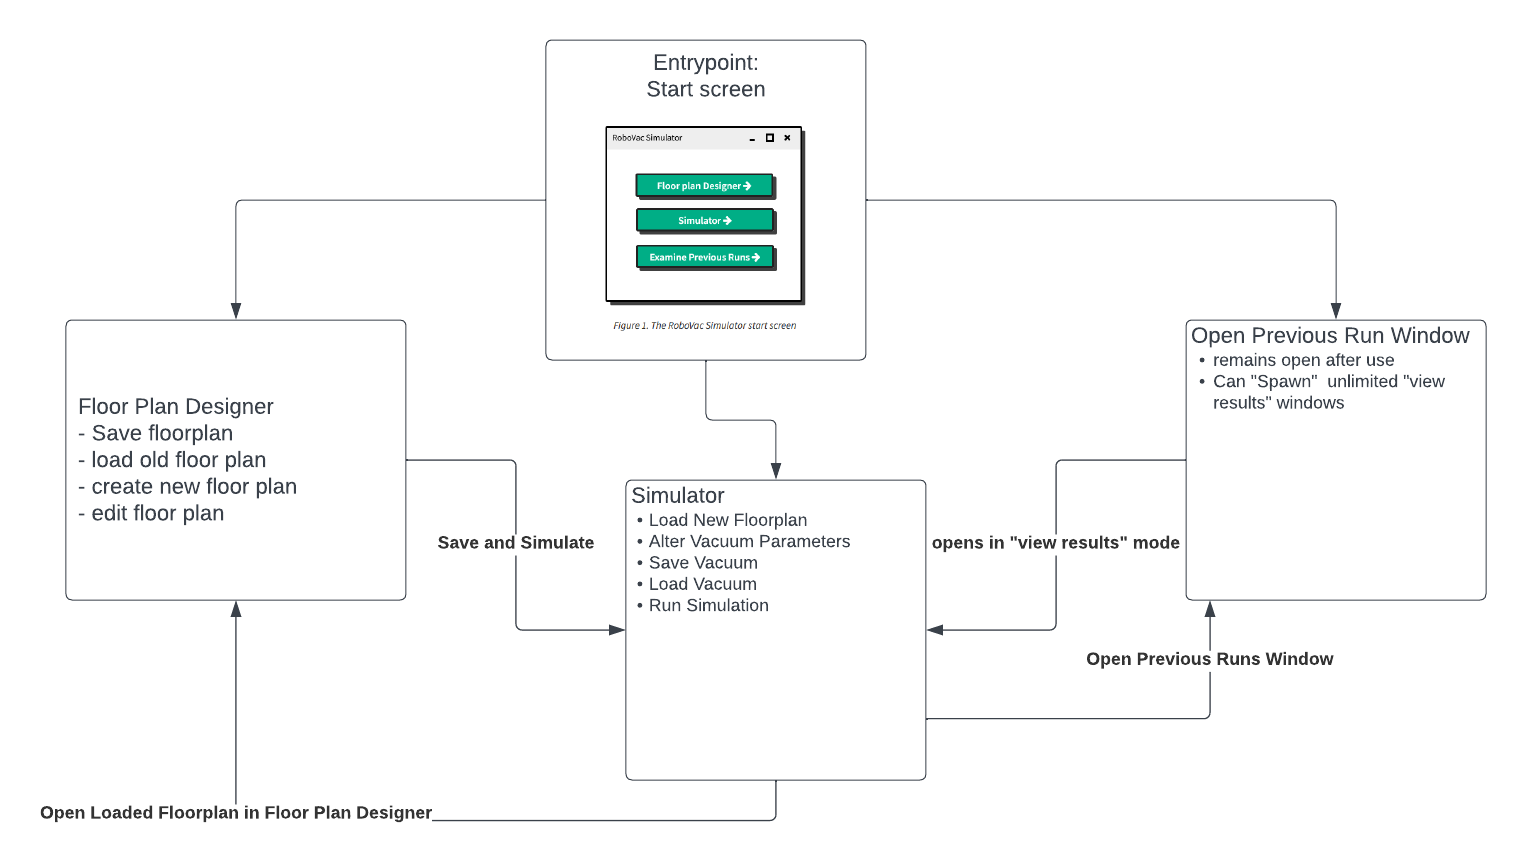 Entrypoint:
Start screen
RoboVac Simulator
Floor plan Designer
Simulator
Examine Previous Runs
Figure 1. The RoboVac Simulator start screen
Floor Plan Designer
- Save floorplan
- load old floor plan
- create new floor plan
- edit floor plan
Save and Simulate
Simulator
• Load New Floorplan
• Alter Vacuum Parameters
• Save Vacuum
• Load Vacuum
• Run Simulation
opens in "view results" mode
Open Previous Run Window
• remains open after use
• Can "Spawn"  unlimited "view
results" windows
Open Previous Runs Window
Open Loaded Floorplan in Floor Plan Designer